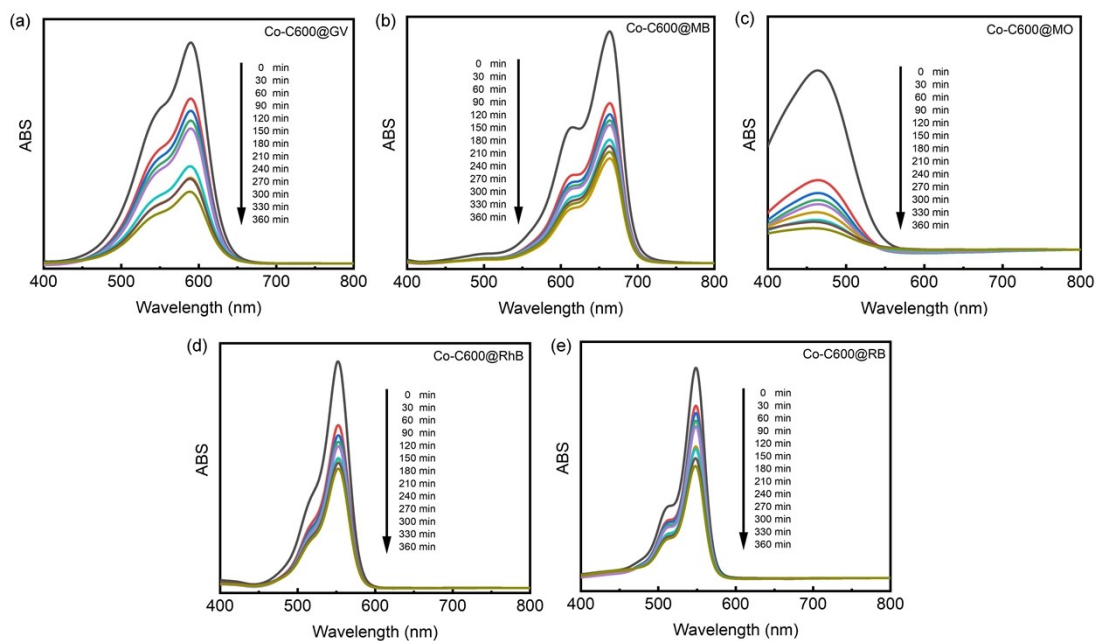 (a)
Co-C600@GV
0 min
30 min
60 min
90 min
120 min
150 min
180 min
210 min
240 min
270 min
300 min
330 min
360 min
ABS
400 500 600 700 800
Wavelength (nm)
(b)
Co-C600@MB
0 min
30 min
60 min
90 min
120 min
150 min
180 min
210 min
240 min
270 min
300 min
330 min
360 min
ABS
400 500 600 700 800
Wavelength (nm)
(c)
Co-C600@MO
0 min
30 min
60 min
90 min
120 min
150 min
180 min
210 min
240 min
270 min
300 min
330 min
360 min
ABS
400 500 600 700 800
Wavelength (nm)
(d)
Co-C600@RhB
0 min
30 min
60 min
90 min
120 min
150 min
180 min
210 min
240 min
270 min
300 min
330 min
360 min
ABS
400 500 600 700 800
Wavelength (nm)
(e)
Co-C600@RB
0 min
30 min
60 min
90 min
120 min
150 min
180 min
210 min
240 min
270 min
300 min
330 min
360 min
ABS
400 500 600 700 800
Wavelength (nm)